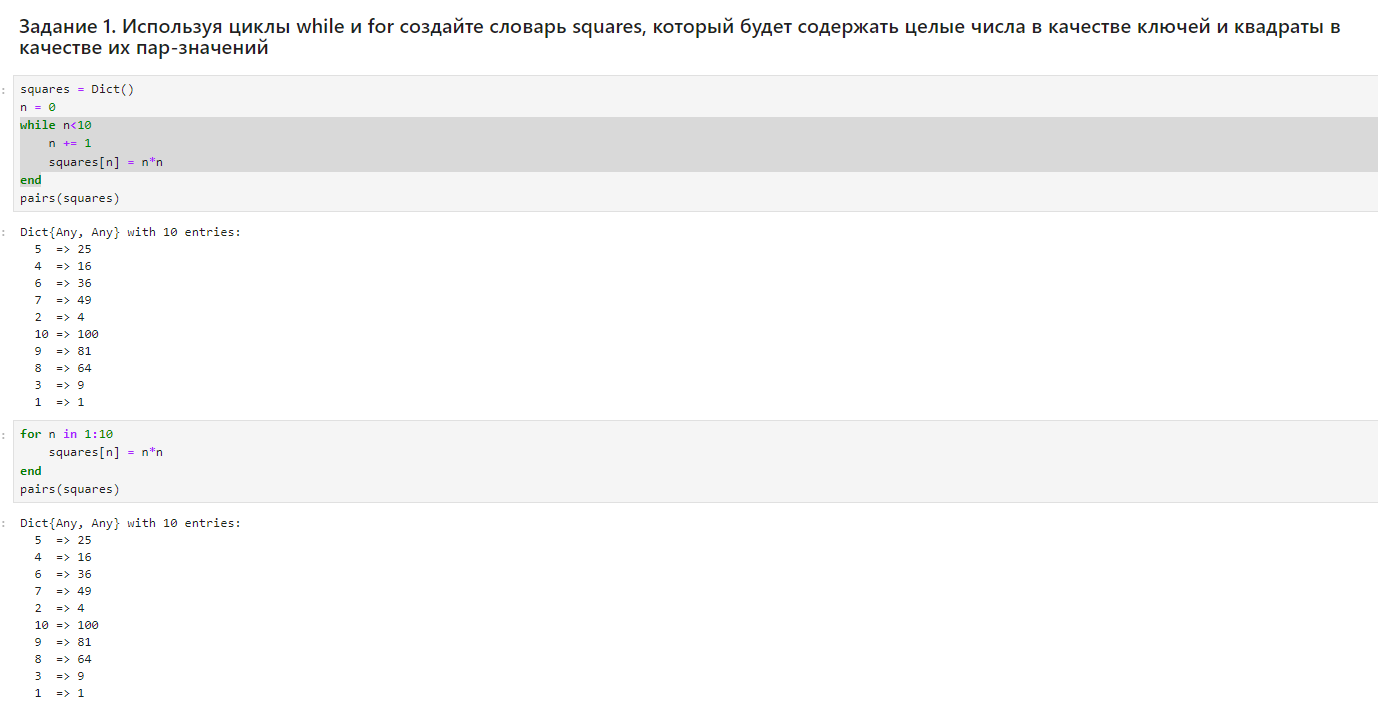 Задание 1. Используя циклы while и for создайте словарь squares, который будет содержать целые числа в качестве ключей и квадраты в
качестве их пар-значений
squares = Dict()
n = 0
while n<10
    n += 1
    squares[n] = n*n
end
pairs(squares)
Dict{Any, Any} with 10 entries:
  5  => 25
  4  => 16
  6  => 36
  7  => 49
  2  => 4
  10 => 100
  9  => 81
  8  => 64
  3  => 9
  1  => 1
for n in 1:10
    squares[n] = n*n
end
pairs(squares)
Dict{Any, Any} with 10 entries:
  5  => 25
  4  => 16
  6  => 36
  7  => 49
  2  => 4
  10 => 100
  9  => 81
  8  => 64
  3  => 9
  1  => 1